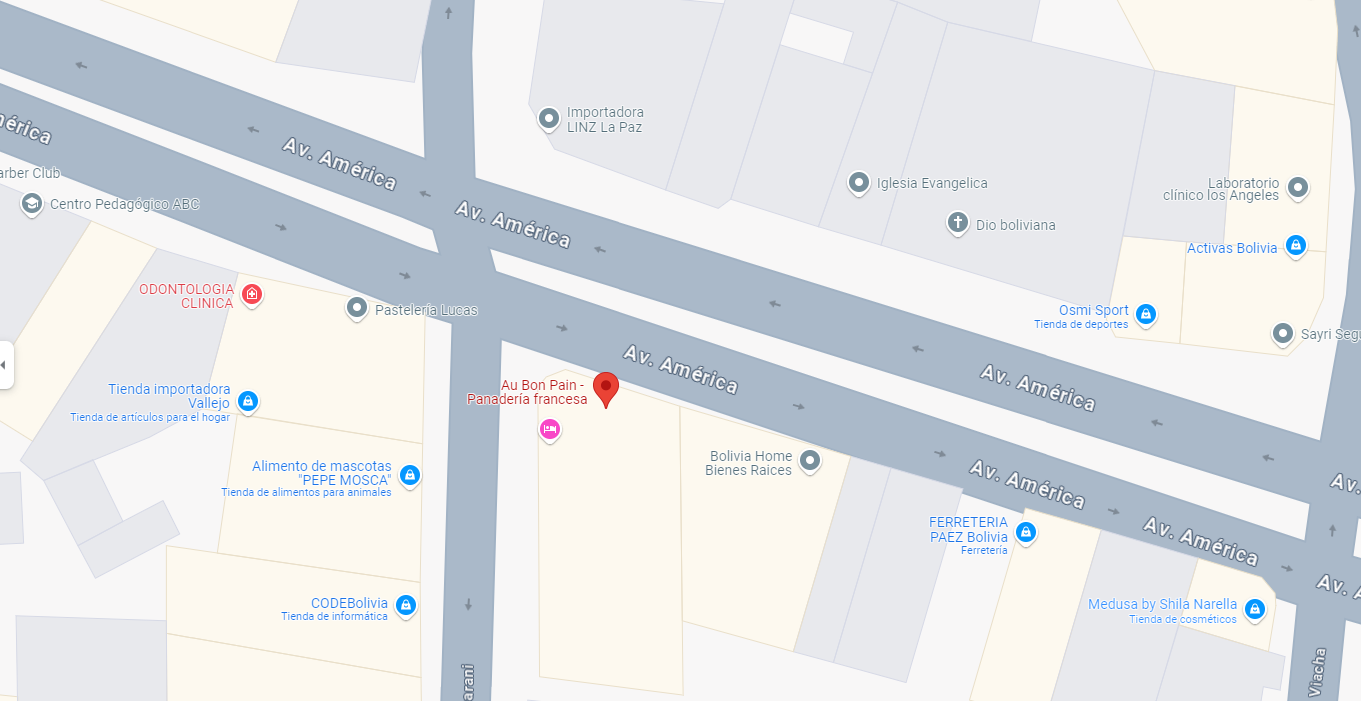 Av. América
Av. América
Importadora
LINZ La Paz
Iglesia Evangelica
Dio boliviana
Laboratorio
clínico los Angeles
Activas Bolivia
Centro Pedagógico ABC
Club
ODONTOLOGIA
CLINICA
Pastelería Lucas
Osmi Sport
Tienda de deportes
Sayri
Av. América
Av. América
Au Bon Pain -
Panadería francesa
Tienda importadora
Vallejo
Tienda de artículos para el hogar
Alimento de mascotas
"PEPE MOSCA"
Tienda de alimentos para animales
Bolivia Home
Bienes Raices
Av. América
Av.
FERRETERIA
PAEZ Bolivia
Ferretería
Av. América
Av.
CODEBolivia
Tienda de informática
Medusa by Shila Narella
Tienda de cosméticos
Viacha